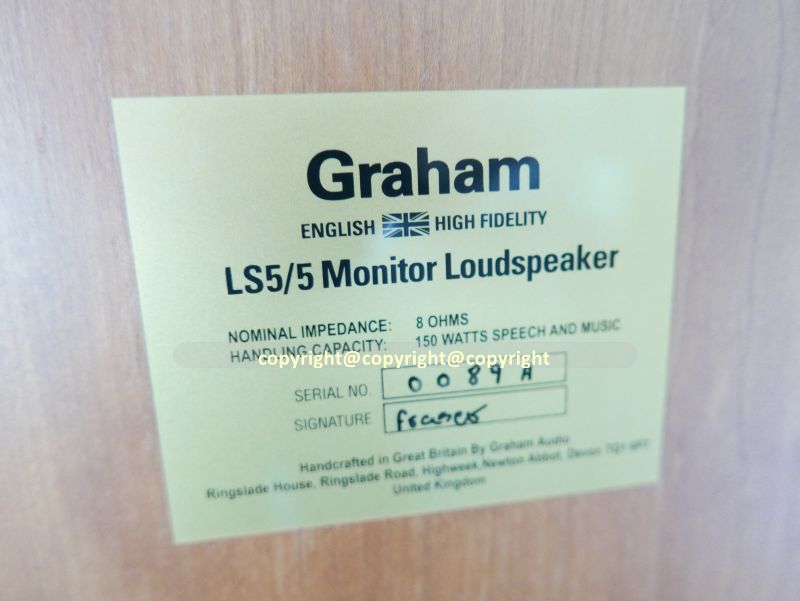 Graham
ENGLISH HIGH FIDELITY
LS5/5 Monitor Loudspeaker
NOMINAL IMPEDANCE: 8 OHMS
HANDLING CAPACITY: 150 WATTS SPEECH AND MUSIC
copyright@copyright@copyright
SERIAL NO. 0089A
SIGNATURE
Handcrafted in Great Britain By Graham Audio
Ringslade House, Ringslade Road, Highweek, Newton Abbot, Devon
United Kingdom